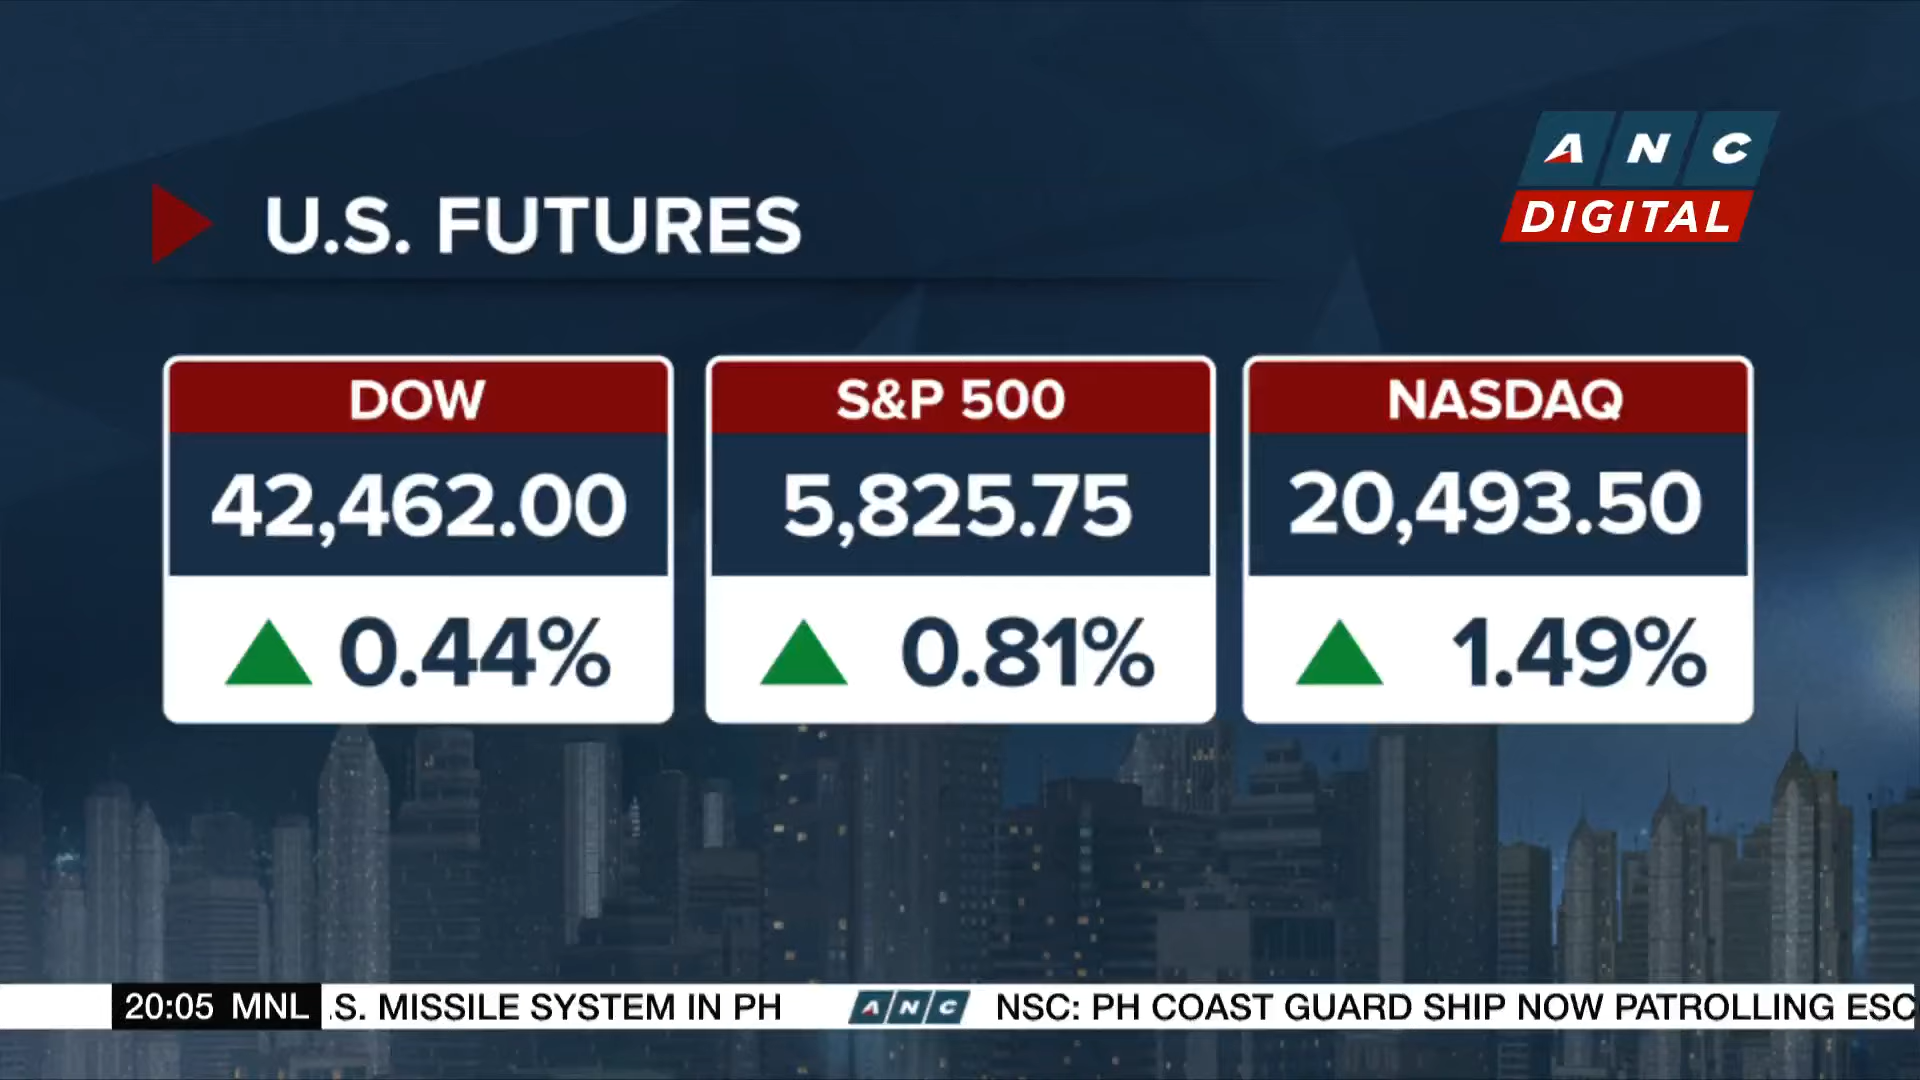 ANC
DIGITAL
U.S. FUTURES
DOW
42,462.00
0.44%
S&P 500
5,825.75
0.81%
NASDAQ
20,493.50
1.49%
20:05 MNL .S. MISSILE SYSTEM IN PH ANC NSC: PH COAST GUARD SHIP NOW PATROLLING ESC